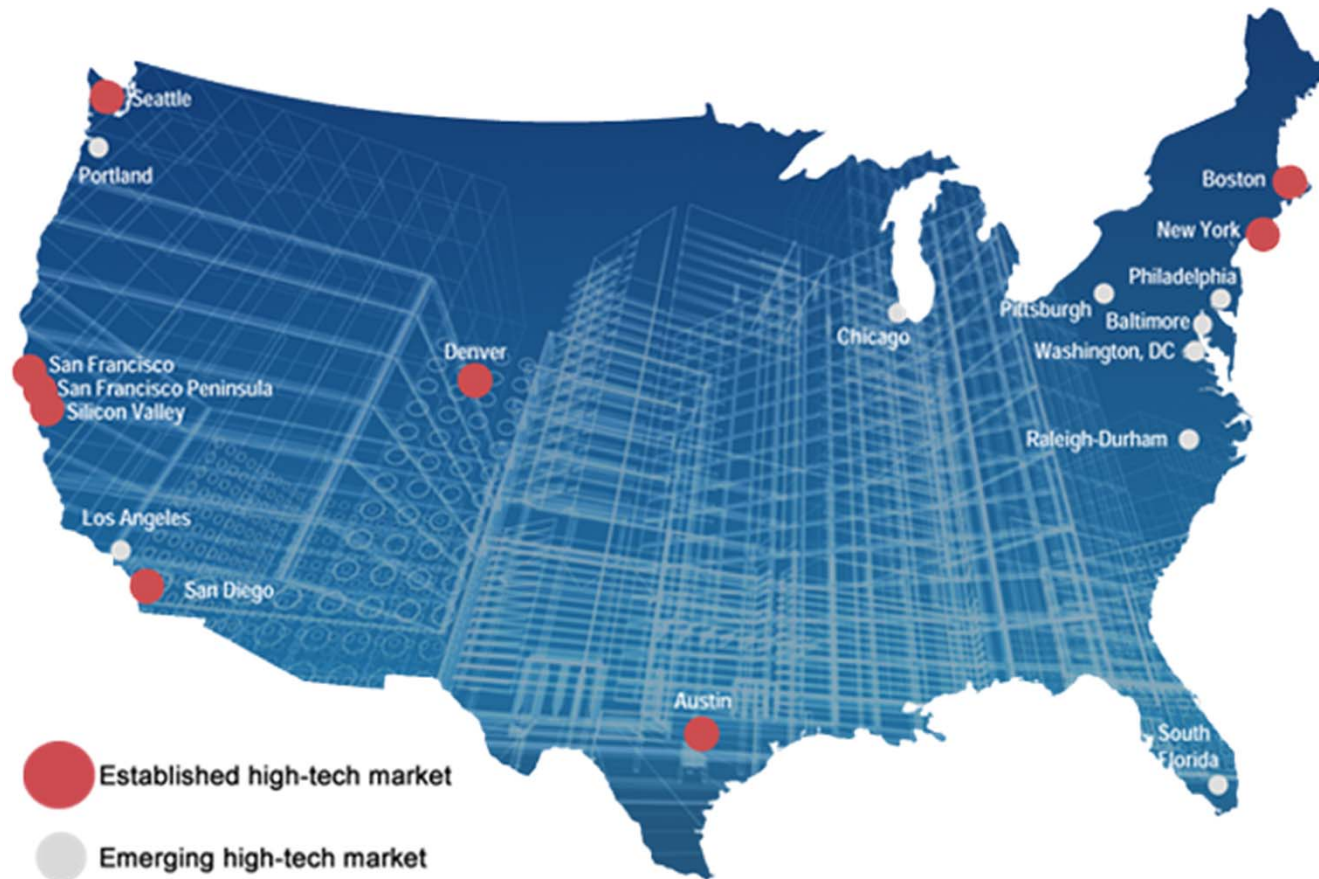 Seattle
Portland
Boston
New York
Philadelphia
Pittsburgh
Baltimore
Chicago
Washington, DC
Denver
San Francisco
San Francisco Peninsula
Silicon Valley
Raleigh-Durham
Los Angeles
San Diego
Austin
South
Florida
Established high-tech market
Emerging high-tech market